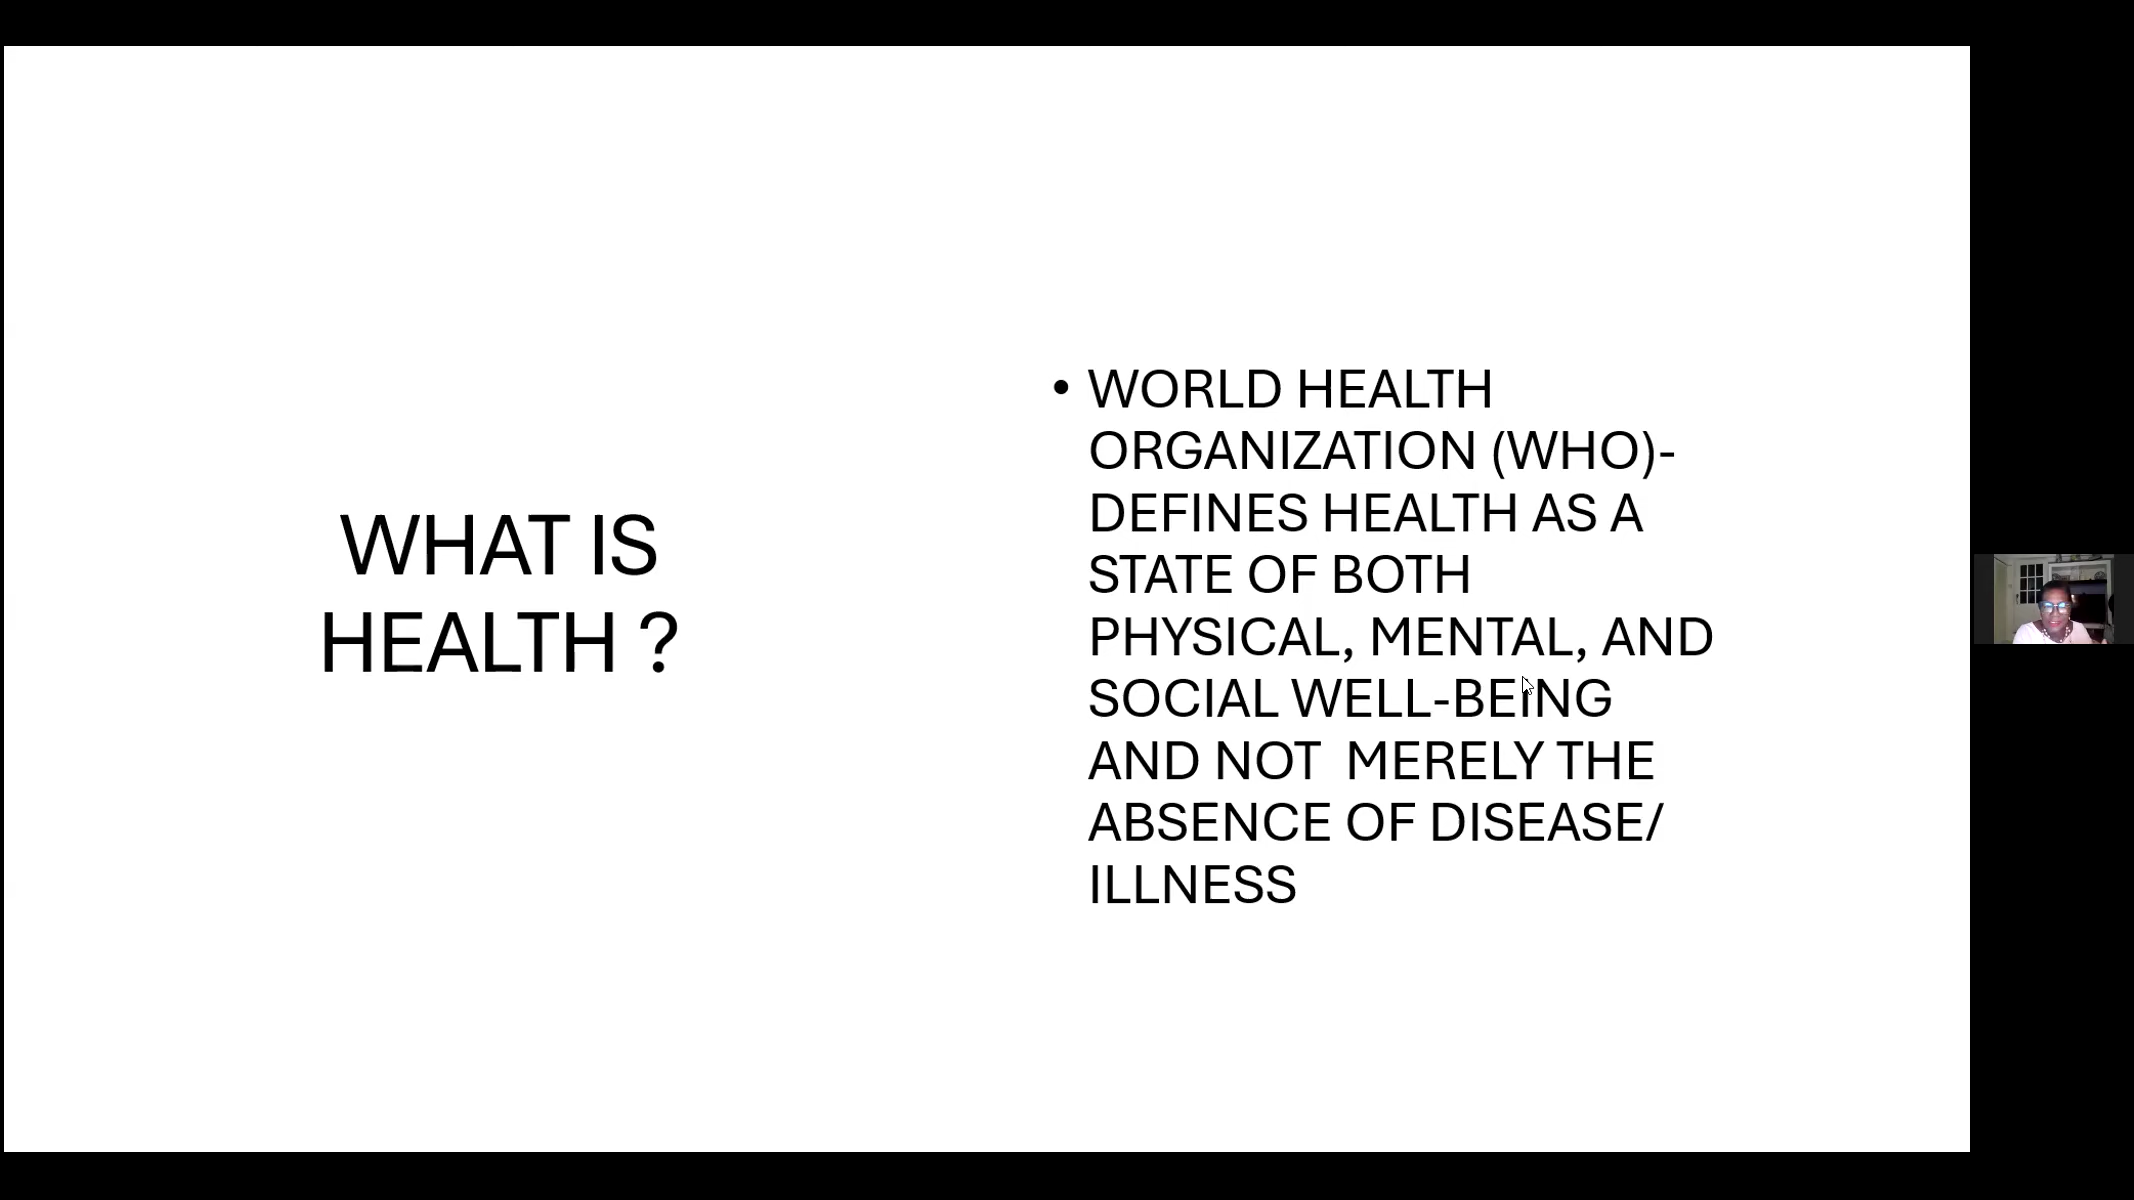 WHAT IS
HEALTH ?
• WORLD HEALTH
ORGANIZATION (WHO)-
DEFINES HEALTH AS A
STATE OF BOTH
PHYSICAL, MENTAL, AND
SOCIAL WELL-BEING
AND NOT  MERELY THE
ABSENCE OF DISEASE/
ILLNESS